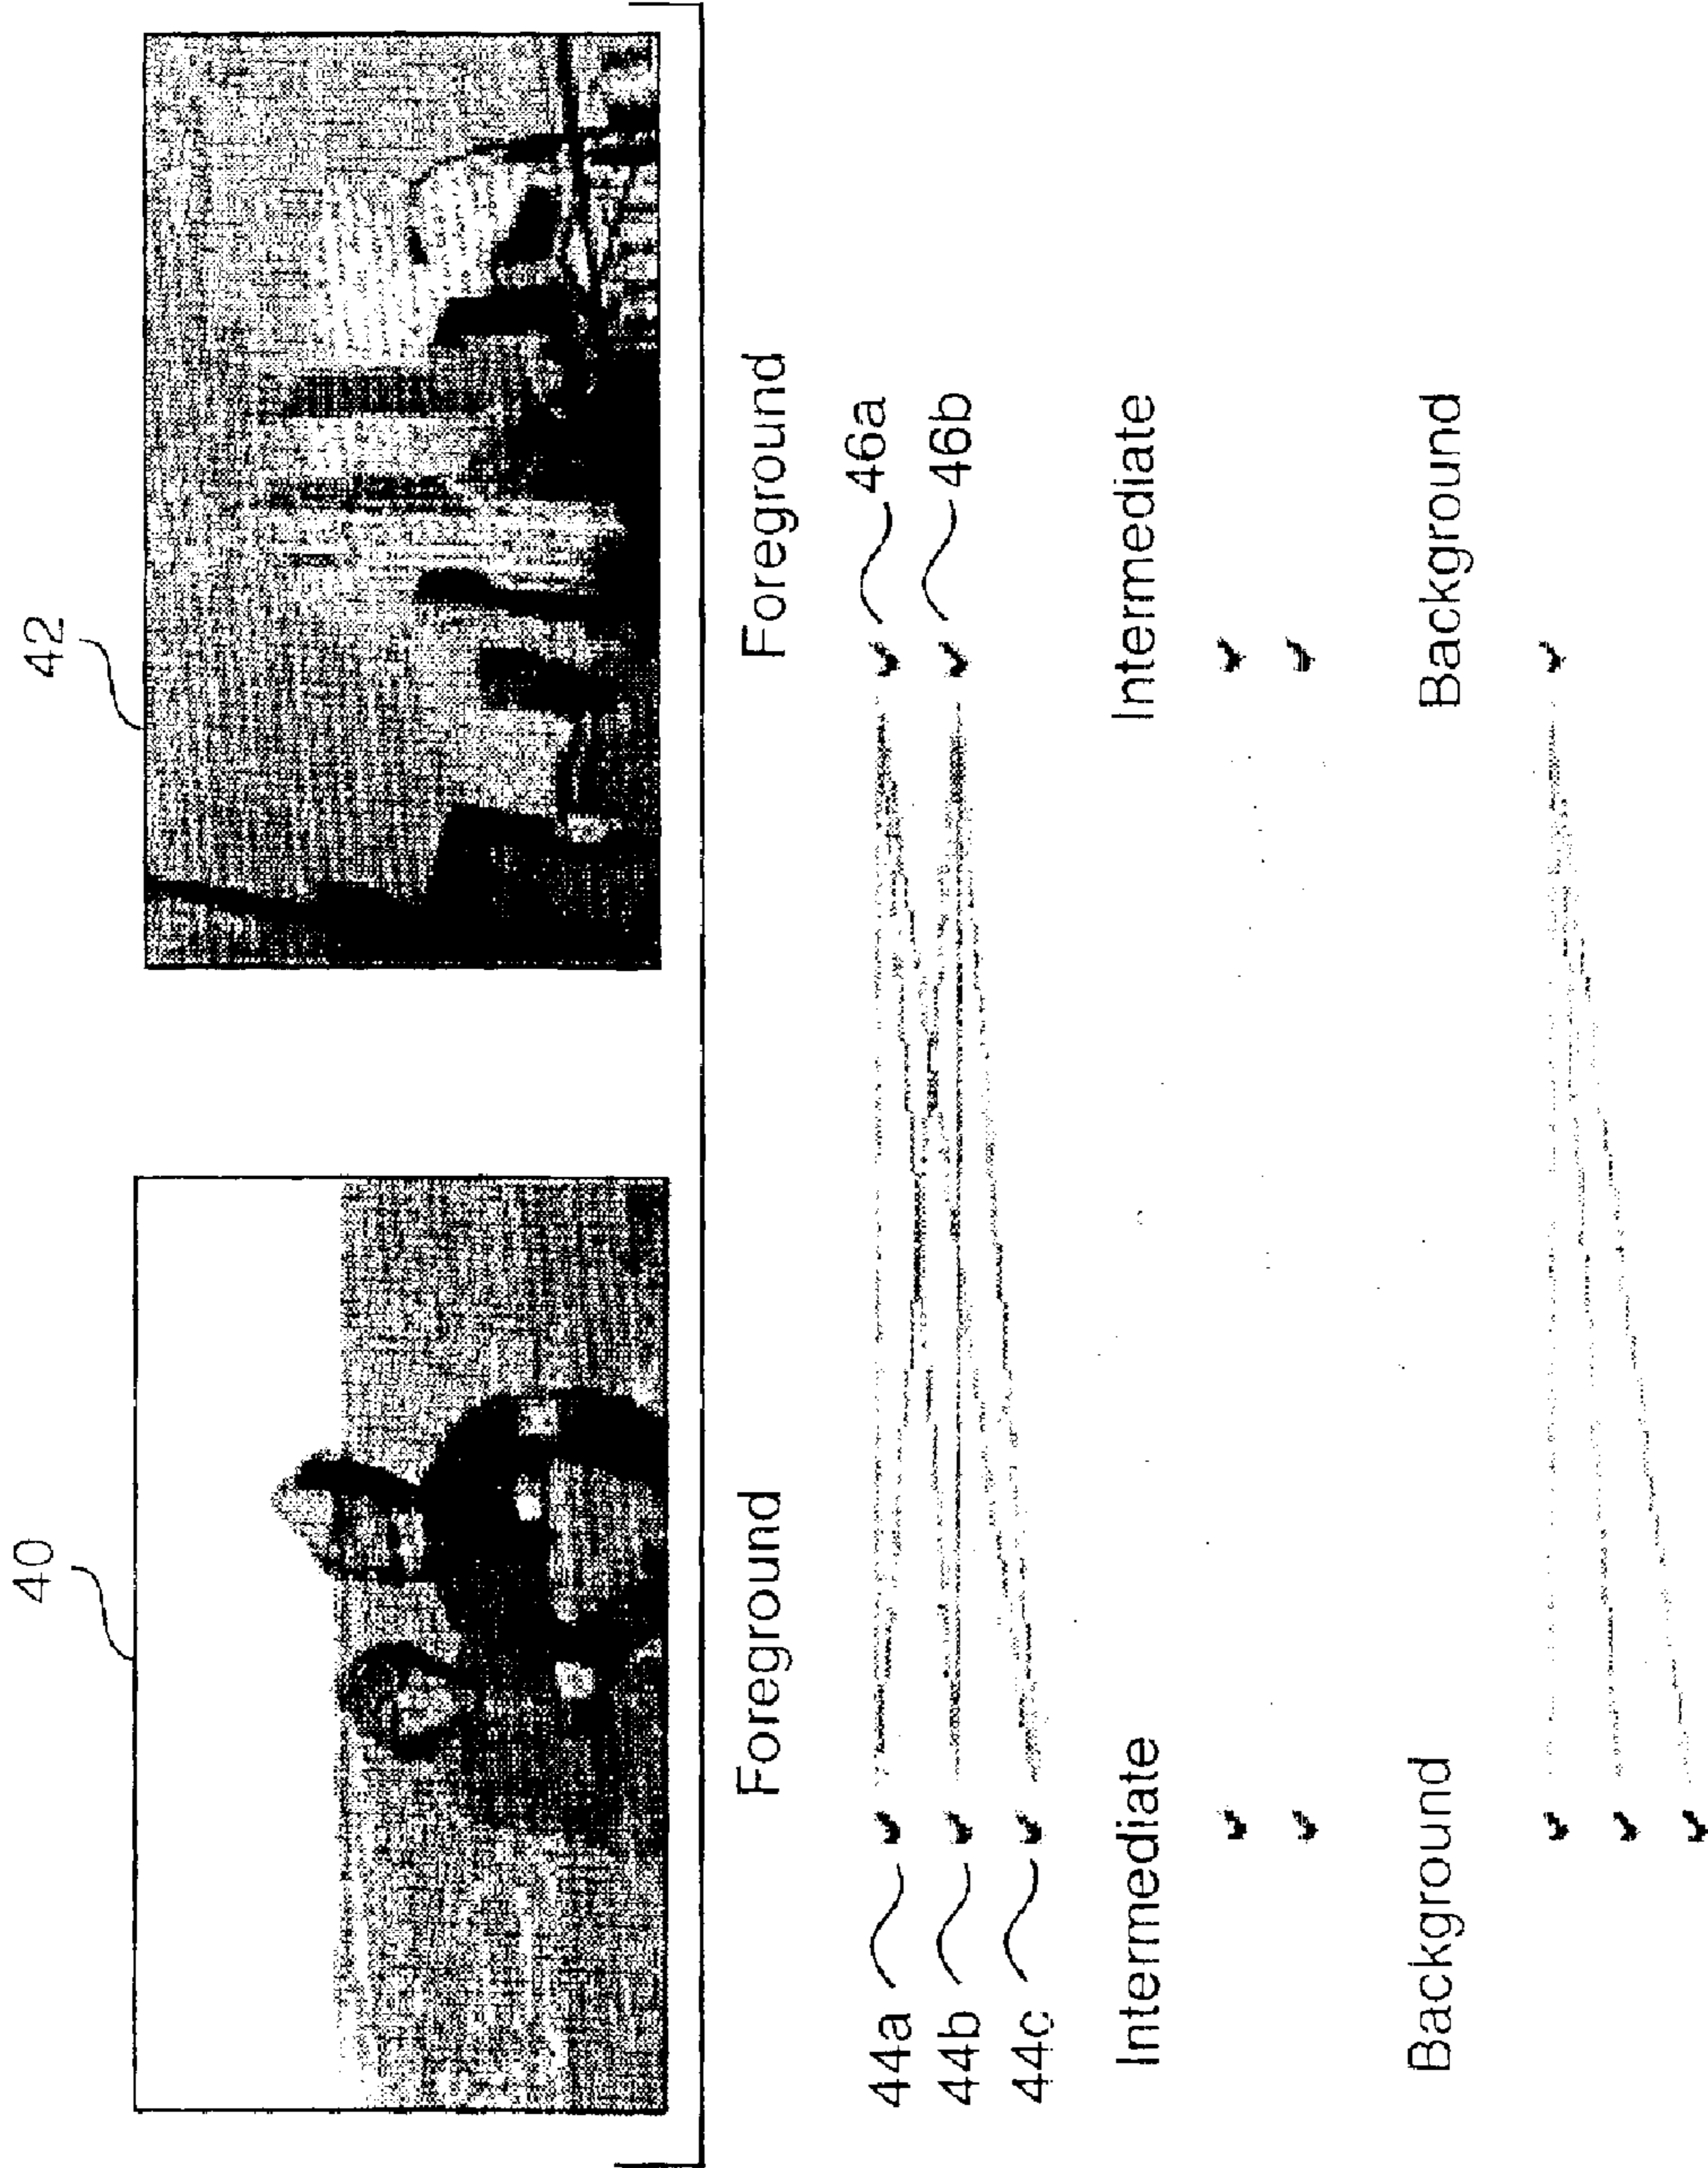 40
42
Foreground
Foreground
44a
46a
44b
46b
44c
Intermediate
Intermediate
Background
Background